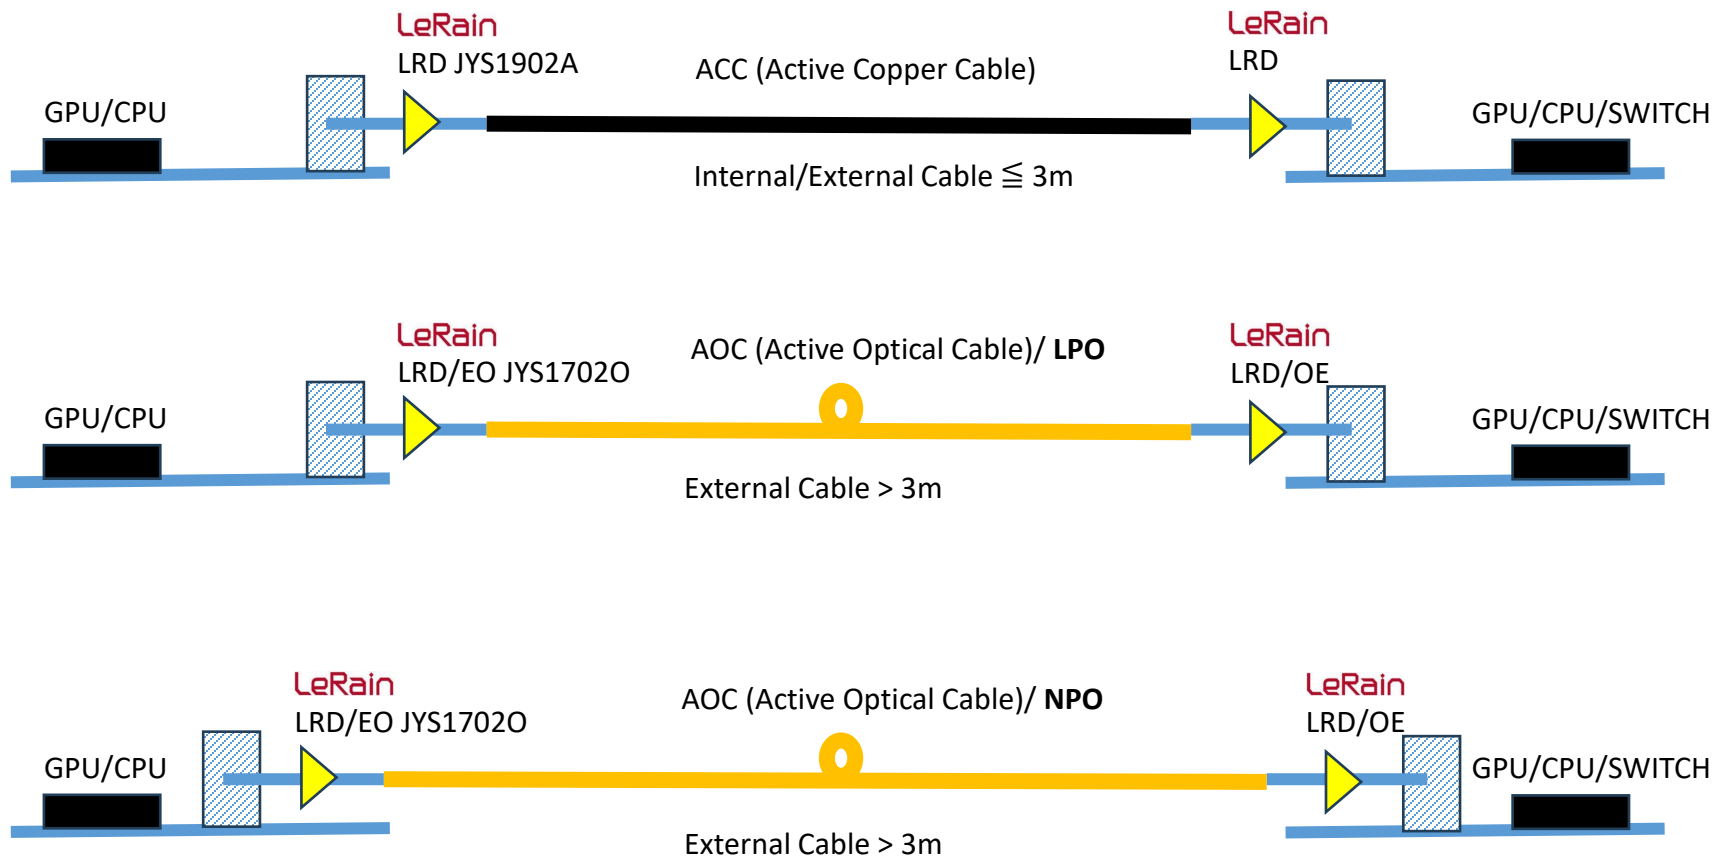 LeRain
LRD JYS1902A
ACC (Active Copper Cable)
LeRain
LRD
GPU/CPU
GPU/CPU/SWITCH
Internal/External Cable ≦ 3m
LeRain
LRD/EO JYS1702O
AOC (Active Optical Cable)/ LPO
LeRain
LRD/OE
GPU/CPU
GPU/CPU/SWITCH
External Cable > 3m
LeRain
LRD/EO JYS1702O
AOC (Active Optical Cable)/ NPO
LeRain
LRD/OE
GPU/CPU
GPU/CPU/SWITCH
External Cable > 3m